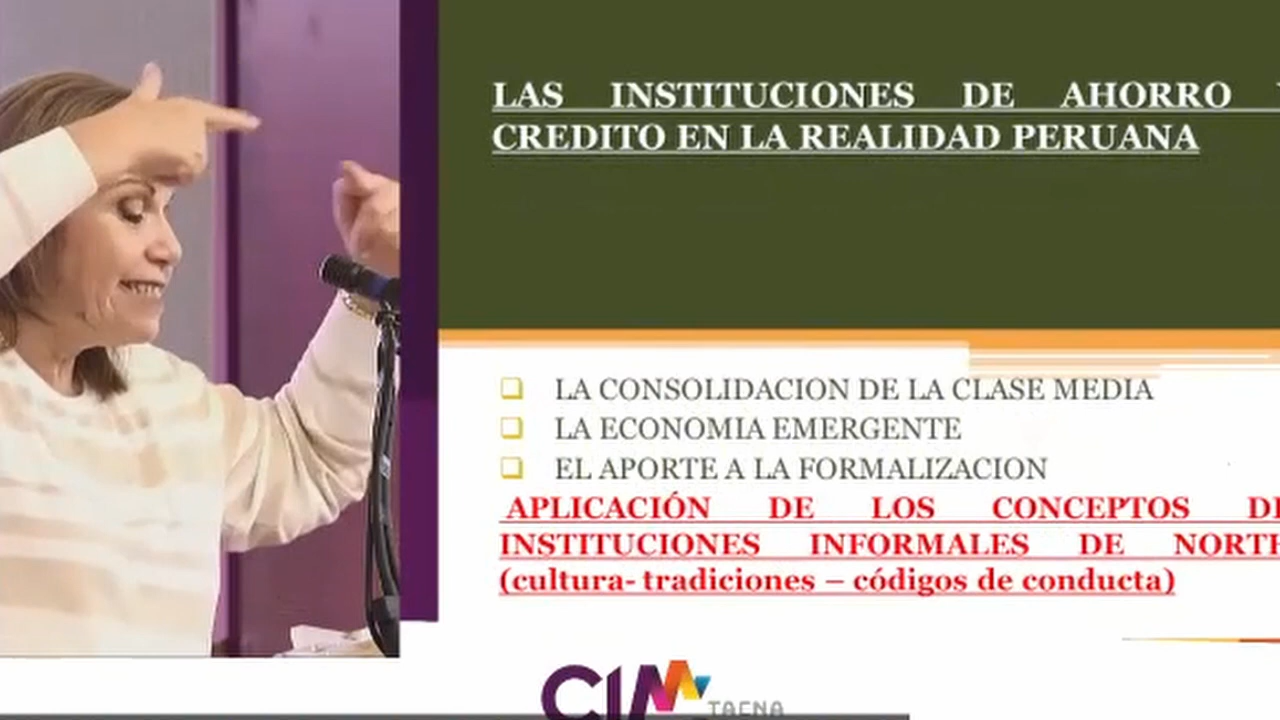 LAS INSTITUCIONES DE AHORRO
CREDITO EN LA REALIDAD PERUANA
❑ LA CONSOLIDACION DE LA CLASE MEDIA
❑ LA ECONOMIA EMERGENTE
❑ EL APORTE A LA FORMALIZACION
APLICACIÓN DE LOS CONCEPTOS
INSTITUCIONES INFORMALES DE
(cultura- tradiciones – códigos de conducta)
CIM TACNA